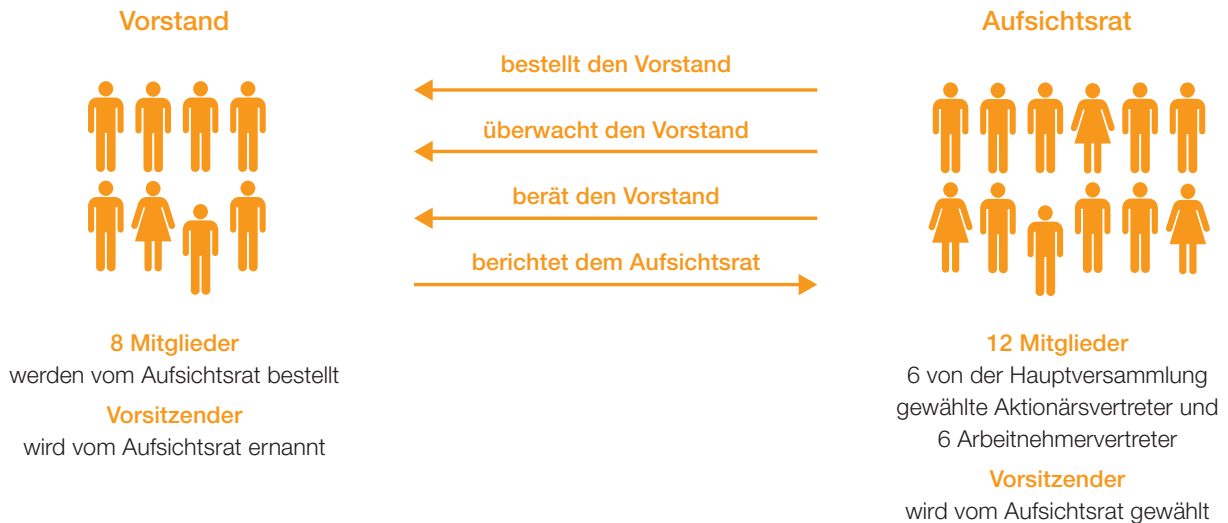 Vorstand
bestellt den Vorstand
überwacht den Vorstand
berät den Vorstand
berichtet dem Aufsichtsrat
8 Mitglieder
werden vom Aufsichtsrat bestellt
Vorsitzender
wird vom Aufsichtsrat ernannt
Aufsichtsrat
12 Mitglieder
6 von der Hauptversammlung
gewählte Aktionärsvertreter und
6 Arbeitnehmervertreter
Vorsitzender
wird vom Aufsichtsrat gewählt